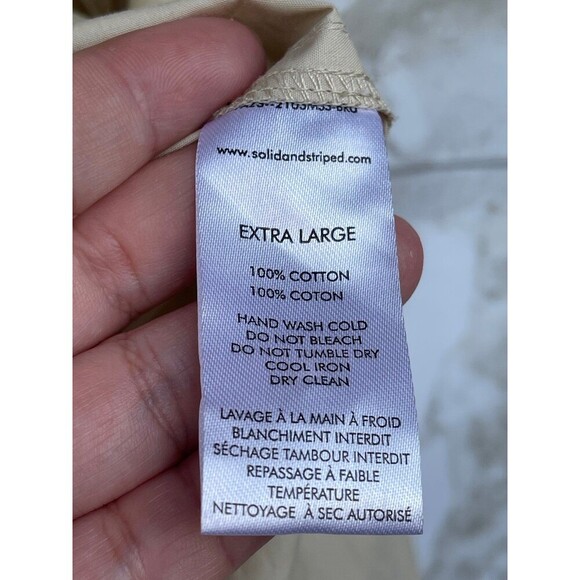 www.solidandstriped.com
EXTRA LARGE
100% COTTON
100% COTON
HAND WASH COLD
DO NOT BLEACH
DO NOT TUMBLE DRY
COOL IRON
DRY CLEAN
LAVAGE À LA MAIN À FROID
BLANCHIMENT INTERDIT
SÉCHAGE TAMBOUR INTERDIT
REPASSAGE À FAIBLE
TEMPÉRATURE
NETTOYAGE À SEC AUTORISÉ